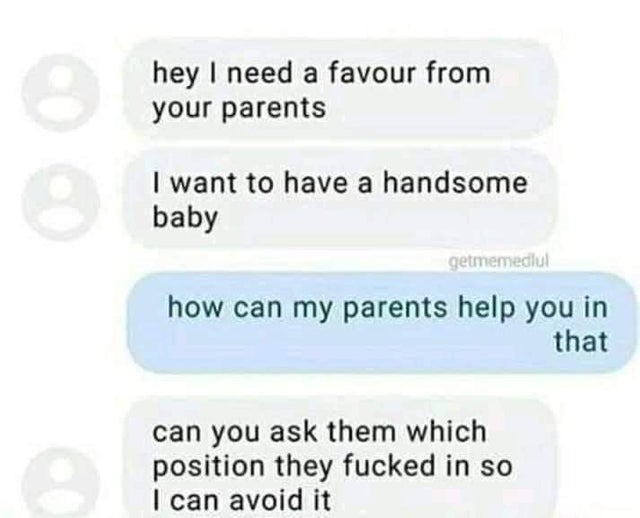 hey I need a favour from
your parents
I want to have a handsome
baby
getmemedlul
how can my parents help you in
that
can you ask them which
position they fucked in so
I can avoid it